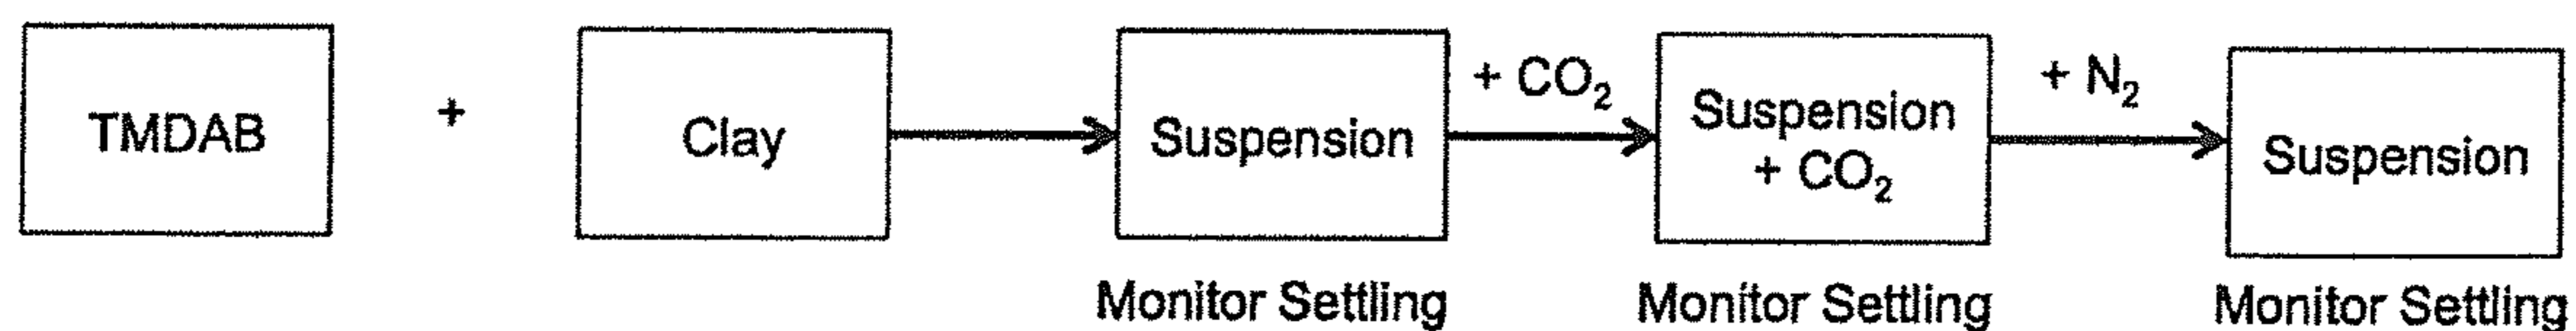 TMDAB
+
Clay
Suspension
+ CO₂
Suspension
+ CO₂
+ N₂
Suspension
Monitor Settling
Monitor Settling
Monitor Settling